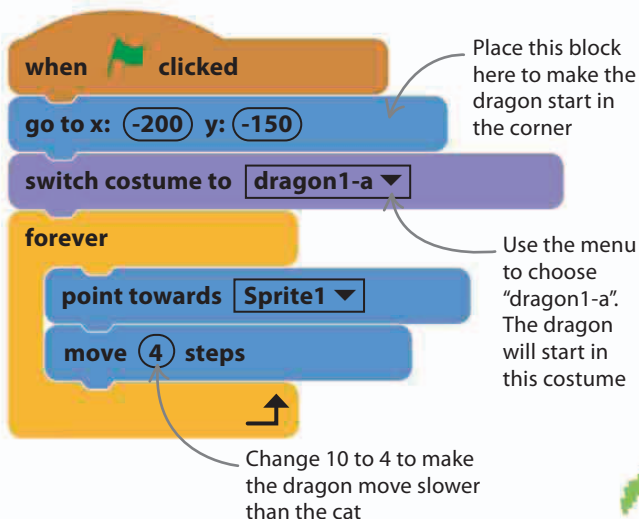 when clicked
go to x: (-200) y: (-150)
switch costume to dragon1-a
forever
point towards Sprite1
move 4 steps
Place this block
here to make the
dragon start in
the corner
Use the menu
to choose
“dragon1-a”.
The dragon
will start in
this costume
Change 10 to 4 to make
the dragon move slower
than the cat